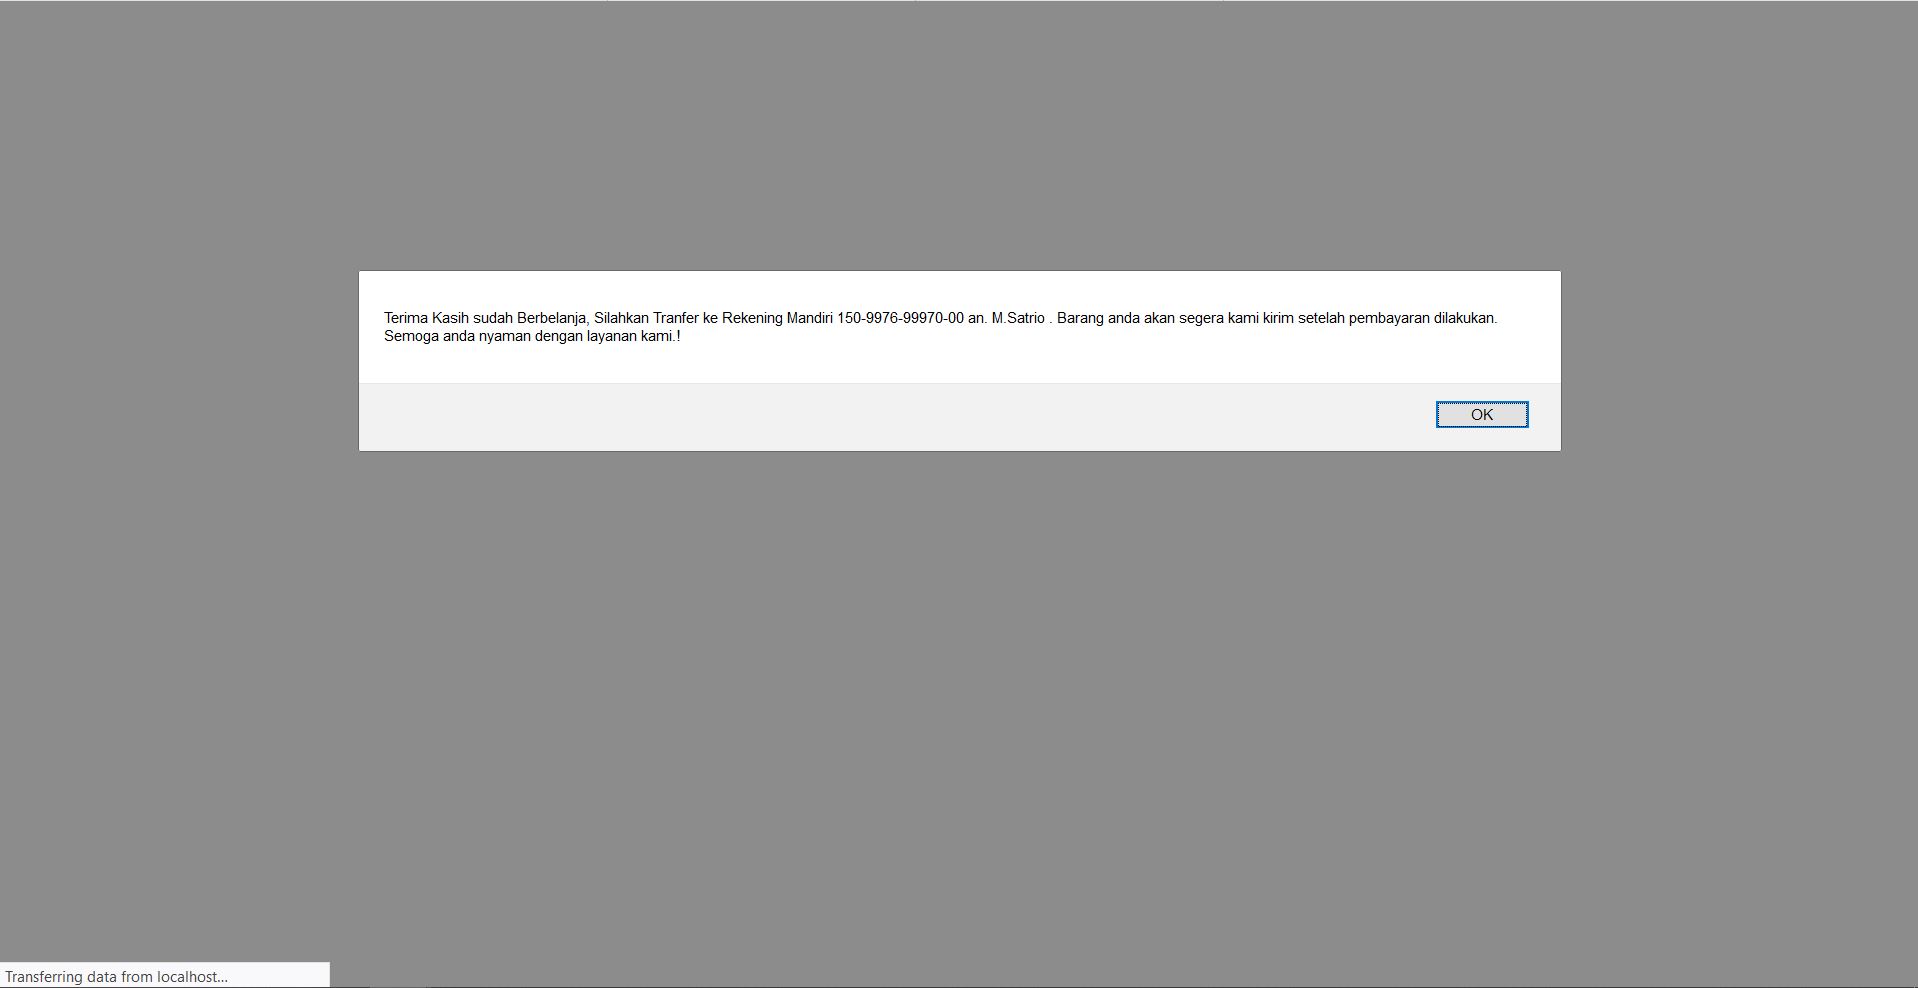 Terima Kasih sudah Berbelanja, Silahkan Tranfer ke Rekening Mandiri 150-9976-99970-00 an. M.Satrio . Barang anda akan segera kami kirim setelah pembayaran dilakukan.
Semoga anda nyaman dengan layanan kami.!
OK
Transferring data from localhost...